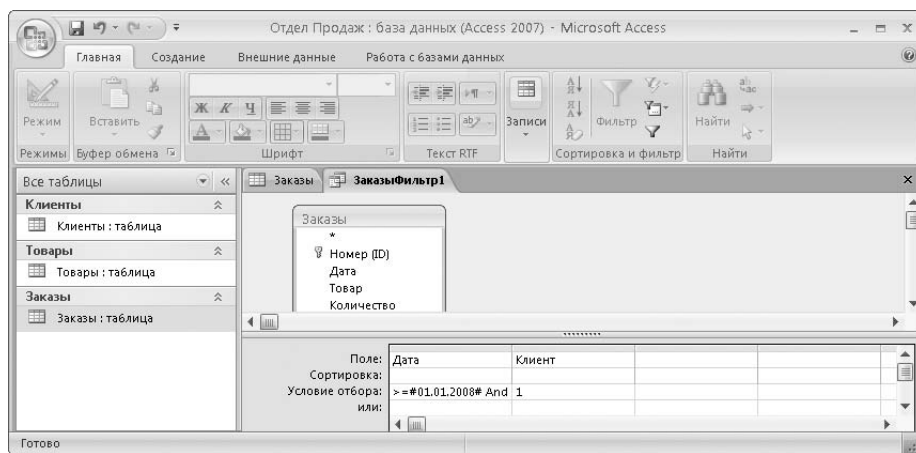 Отдел Продаж : база данных (Access 2007) - Microsoft Access
Главная Создание Внешние данные Работа с базами данных
Режим
Вставить
Ж К Ч
Записи
Фильтр
Найти
Режимы Буфер обмена Шрифт Текст RTF Сортировка и фильтр Найти
Все таблицы
Клиенты
Клиенты : таблица
Товары
Товары : таблица
Заказы
Заказы : таблица
Заказы ЗаказыФильтр1
Заказы
*
Номер (ID)
Дата
Товар
Количество
Поле: Дата Клиент
Сортировка:
Условие отбора: >=#01.01.2008# And 1
или:
Готово